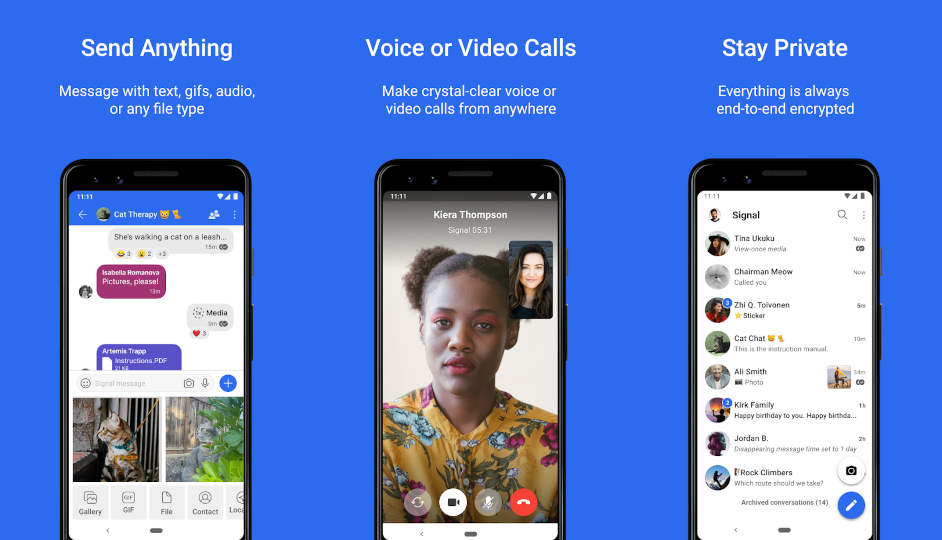 Send Anything
Message with text, gifs, audio,
or any file type
11:11
Cat Therapy
She's walking a cat on a leash...
15m
3
2
+3
Isabella Romanova
Pictures, please!
13m
1x Media
9m
3
Artemis Trapp
Instructions.PDF
21 KB
Signal message
Gallery
GIF
GIF
File
Contact
Loca
Voice or Video Calls
Make crystal-clear voice or
video calls from anywhere
11:11
Kiera Thompson
Signal 05:31
Stay Private
Everything is always
end-to-end encrypted
11:11
Signal
Tina Ukuku
Now
View-once media
Chairman Meow
Now
Called you
3
Zhi Q. Toivonen
5m
Sticker
Cat Chat
10m
This is the instruction manual.
Ali Smith
34m
Photo
2
Kirk Family
1h
Happy birthday to you. Happy birthda...
Jordan B.
2h
Disappearing message time set to 1 day
Rock Climbers
Which route should we take?
Archived conversations (14)